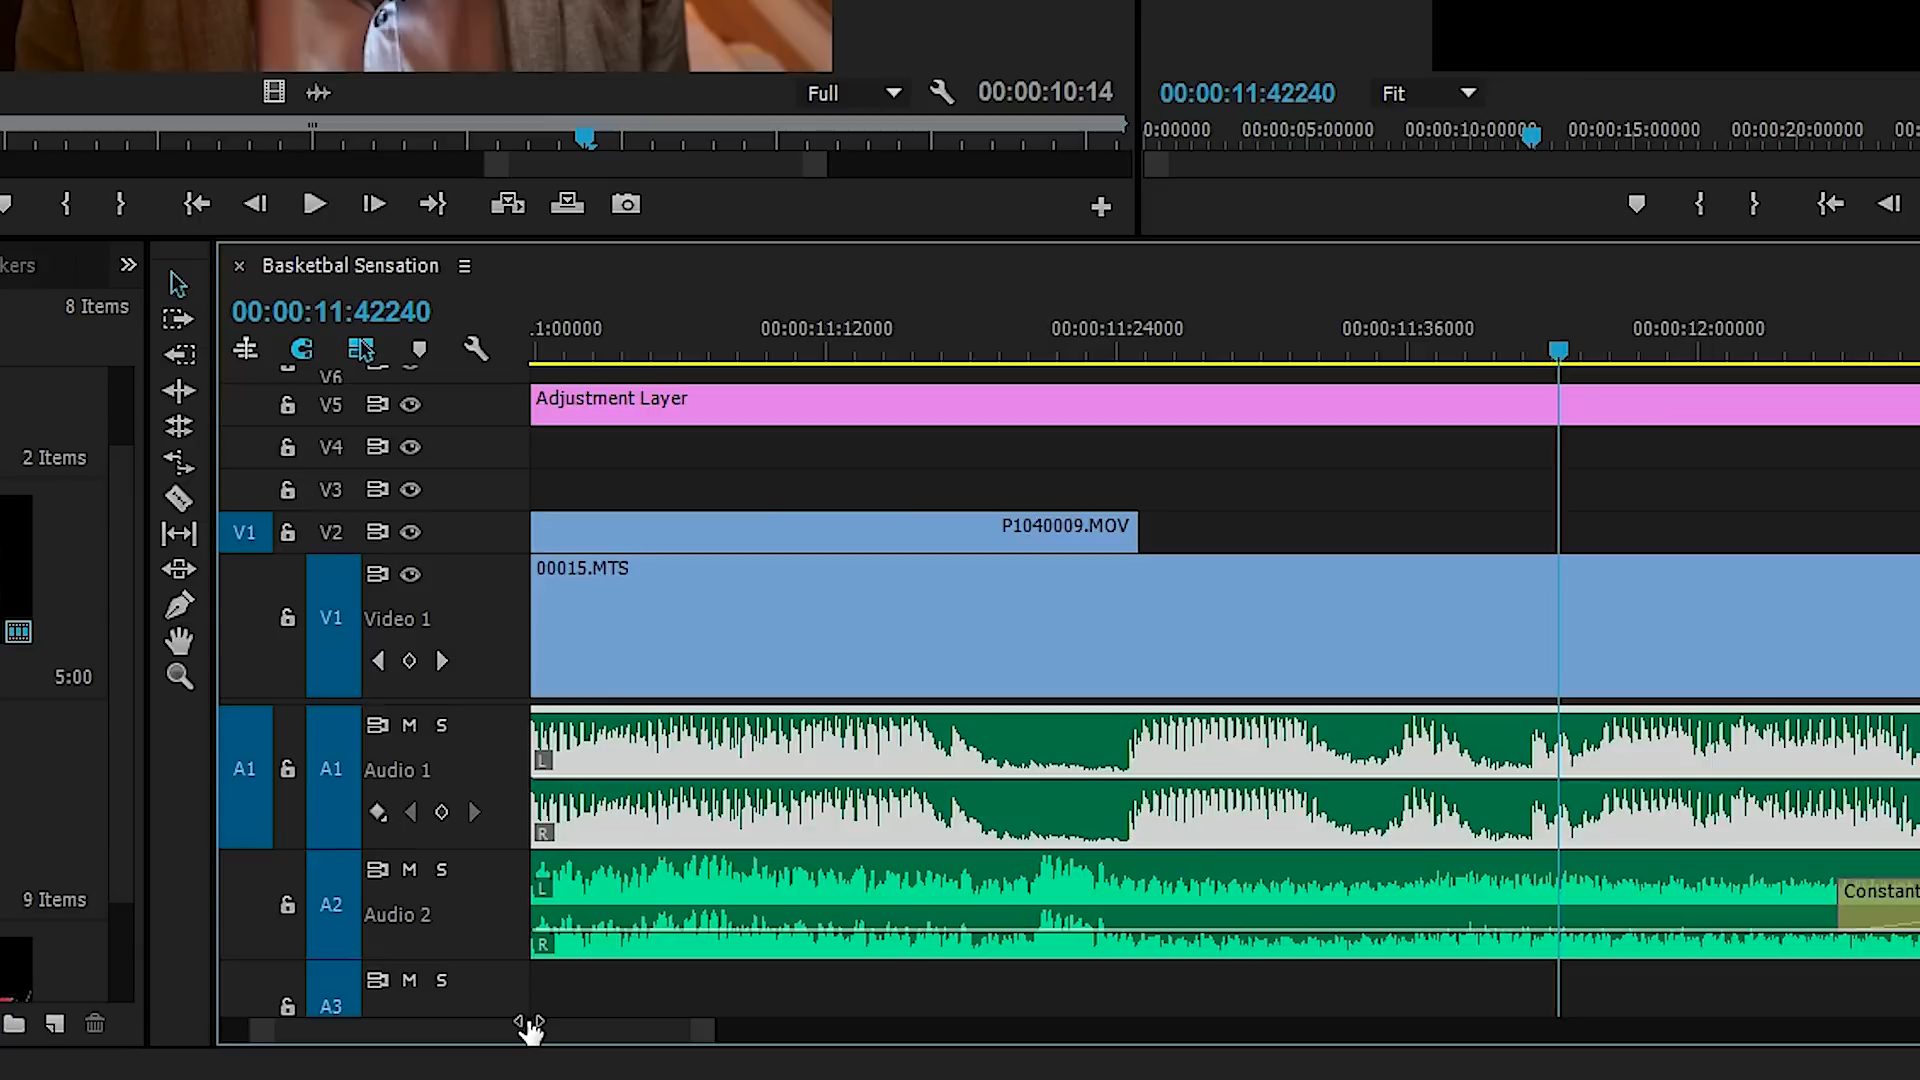 Full
00:00:10:14
00:00:11:42240
Fit
0:00000
00:00:05:00000
00:00:10:00000
00:00:15:00000
00:00:20:00000
00:
kers
8 Items
Basketbal Sensation
00:00:11:42240
.1:00000
00:00:11:12000
00:00:11:24000
00:00:11:36000
00:00:12:00000
V6
V5
Adjustment Layer
V4
V3
2 Items
V1
V2
P1040009.MOV
00015.MTS
V1
Video 1
5:00
M S
L
A1
A1
Audio 1
R
M S
L
Constant
9 Items
A2
Audio 2
R
M S
A3